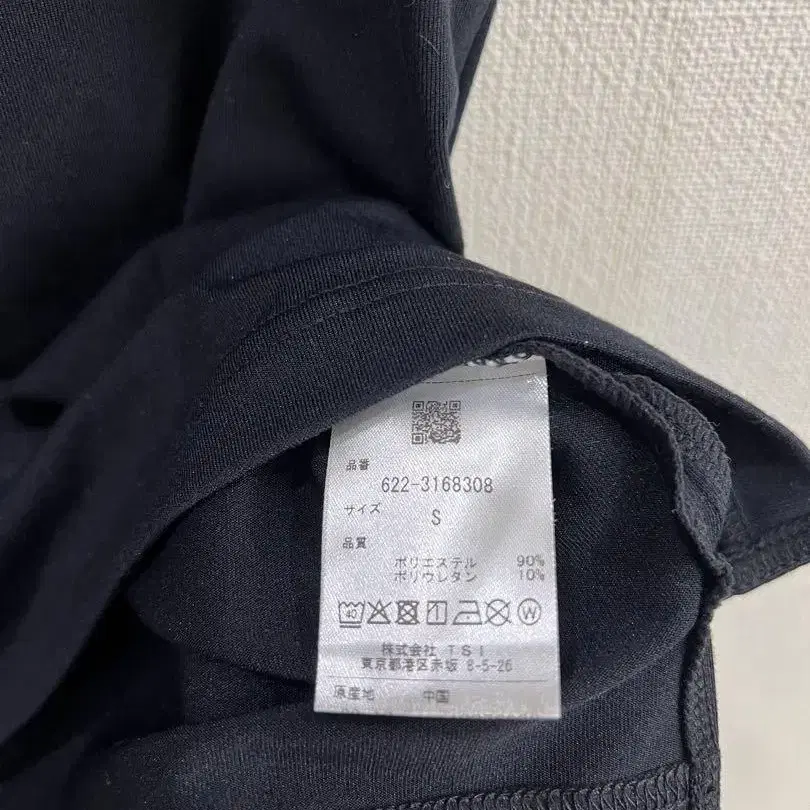 品番
622-3168308
サイズ
S
品質
ポリエステル 90%
ポリウレタン 10%
40 W
株式会社 TSI
東京都港区赤坂 8-5-26
原産地 中国